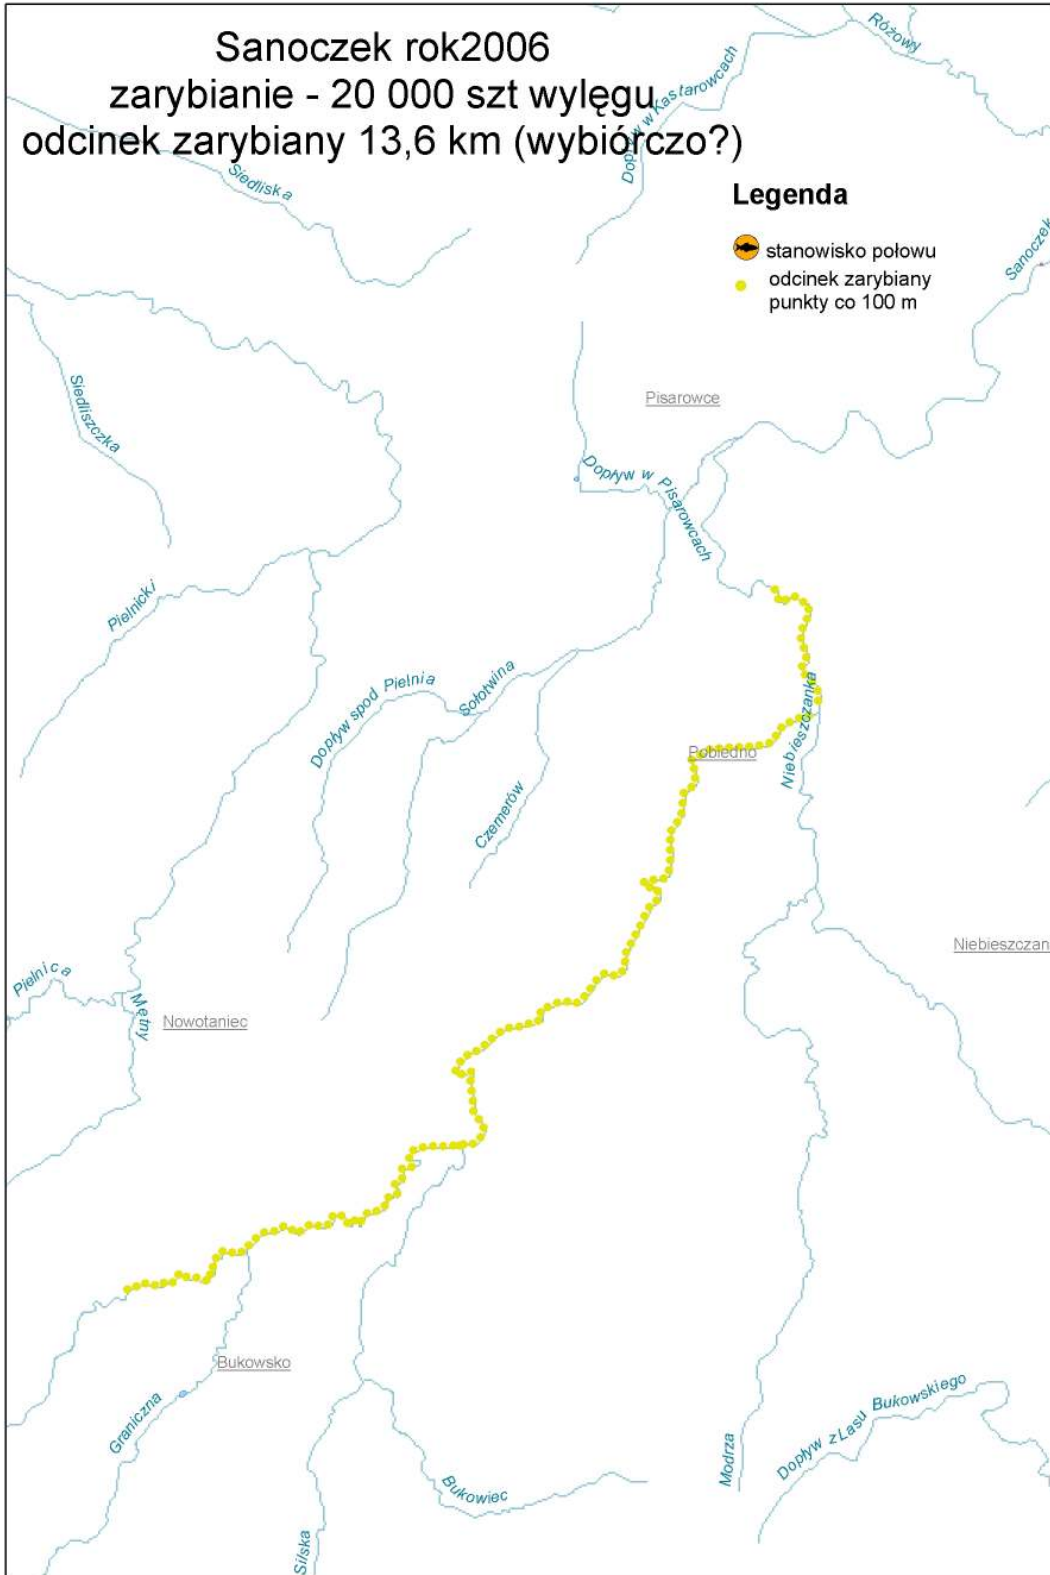 Sanoczek rok2006
zarybianie - 20 000 szt wylęgu
odcinek zarybiany 13,6 km (wybiórczo?)
Różowy
Dopływ w Kastarowcach
Siedliska
Legenda
stanowisko połowu
odcinek zarybiany
punkty co 100 m
Sanoczek
Siedliszczka
Pisarowce
Dopływ w Pisarowcach
Pielnicki
Dopływ spod Pielnia
Sołotwina
Niebieszczanka
Pobiedno
Czemerów
Niebieszczan
Pielnica
Mętny
Nowotaniec
Bukowsko
Graniczna
Dopływ z Lasu Bukowskiego
Modrza
Bukowiec
Silska